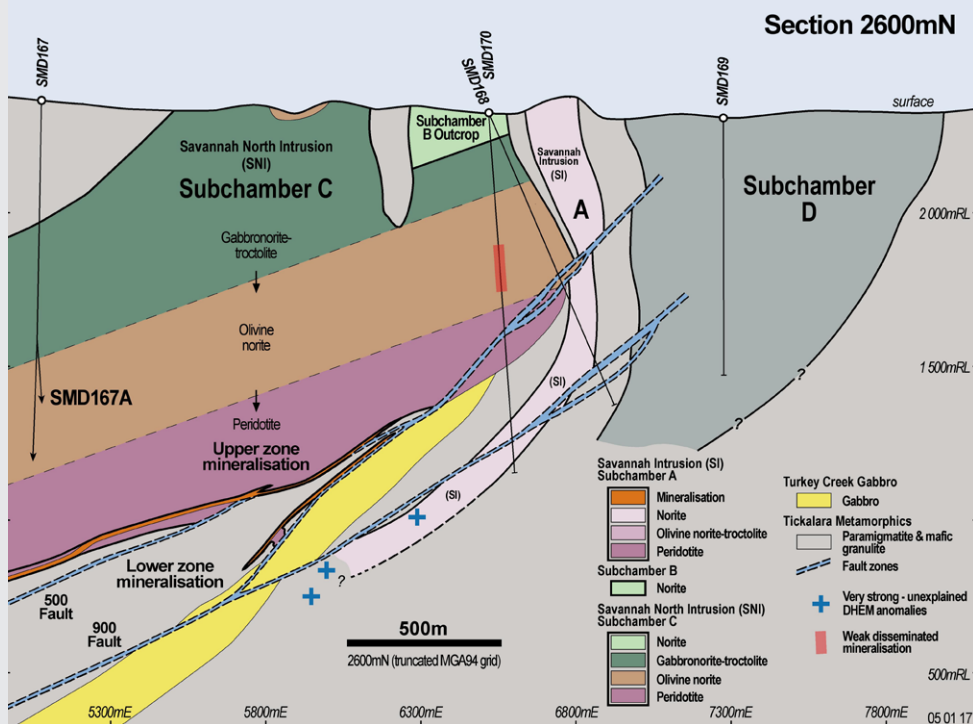 Section 2600mN
SMD167
SMD168
SMD170
SMD169
surface
Subchamber
B Outcrop
Savannah North Intrusion
(SNI)
Subchamber C
Savannah
Intrusion
(SI)
A
Subchamber
D
2 000mRL
Gabbronorite-
troctolite
Olivine
norite
1 500mRL
?
SMD167A
(SI)
?
Peridotite
Upper zone
mineralisation
(SI)
Lower zone
mineralisation
?
500
Fault
900
Fault
500m
2600mN (truncated MGA94 grid)
Savannah Intrusion (SI)
Subchamber A
Mineralisation
Norite
Olivine norite-troctolite
Peridotite
Subchamber B
Norite
Savannah North Intrusion (SNI)
Subchamber C
Norite
Gabbronorite-troctolite
Olivine norite
Peridotite
Turkey Creek Gabbro
Gabbro
Tickalara Metamorphics
Paramigmatite & mafic
granulite
Fault zones
Very strong - unexplained
DHEM anomalies
Weak disseminated
mineralisation
500mRL
5300mE
5800mE
6300mE
6800mE
7300mE
7800mE
05 01 17